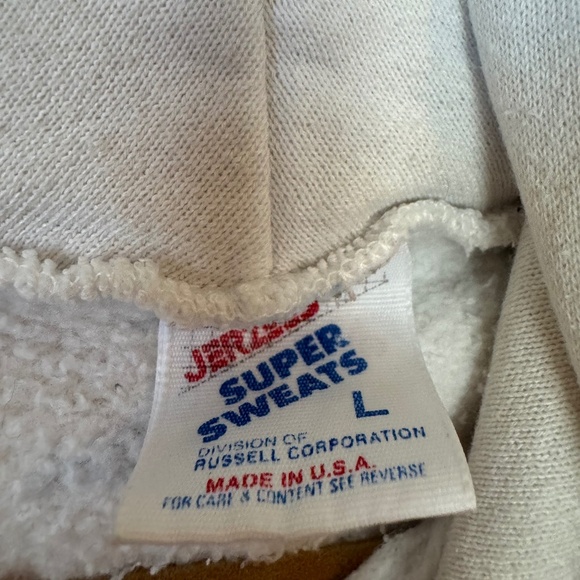 JERZEES
SUPER
SWEATS
L
DIVISION OF
RUSSELL CORPORATION
MADE IN U.S.A.
FOR CARE & CONTENT SEE REVERSE